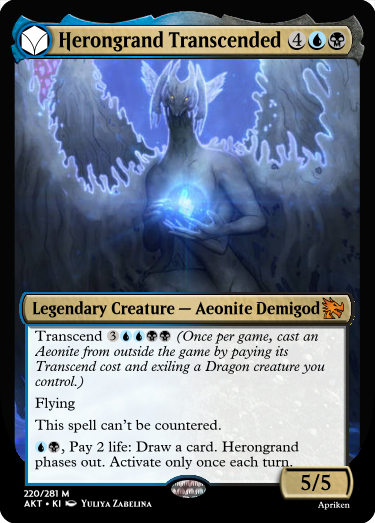 Herongrand Transcended 4
Legendary Creature — Aeonite Demigod
Transcend 3 (Once per game, cast an
Aeonite from outside the game by paying its
Transcend cost and exiling a Dragon creature you
control.)
Flying
This spell can't be countered.
, Pay 2 life: Draw a card. Herongrand
phases out. Activate only once each turn.
5/5
220/281 M
AKT • KI Yuliya Zabelina
Apriken